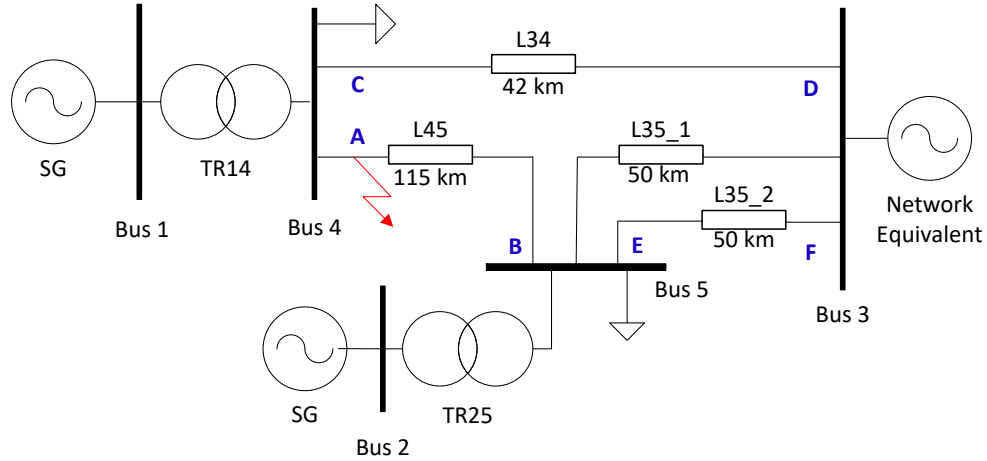 L34
C
42 km
D
A
L45
L35_1
SG
TR14
115 km
50 km
L35_2
Bus 1
Bus 4
Network
Equivalent
B
E
50 km
F
Bus 5
Bus 3
SG
TR25
Bus 2